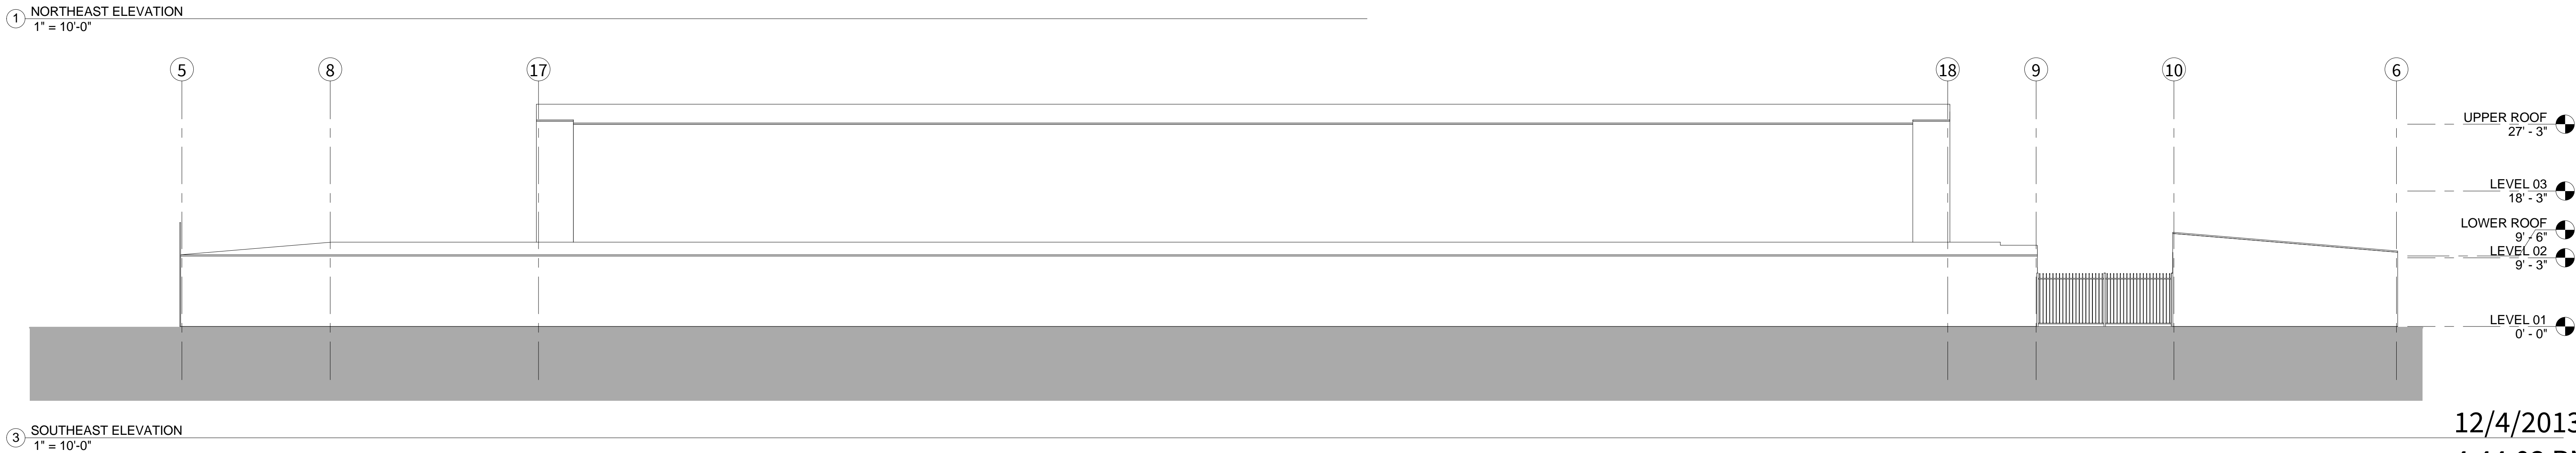 1 NORTHEAST ELEVATION
1" = 10'-0"
5 8 17 18 9 10 6
UPPER ROOF
27' - 3"
LEVEL 03
18' - 3"
LOWER ROOF
9' - 6"
LEVEL 02
9' - 3"
LEVEL 01
0' - 0"
3 SOUTHEAST ELEVATION
1" = 10'-0"
12/4/2013